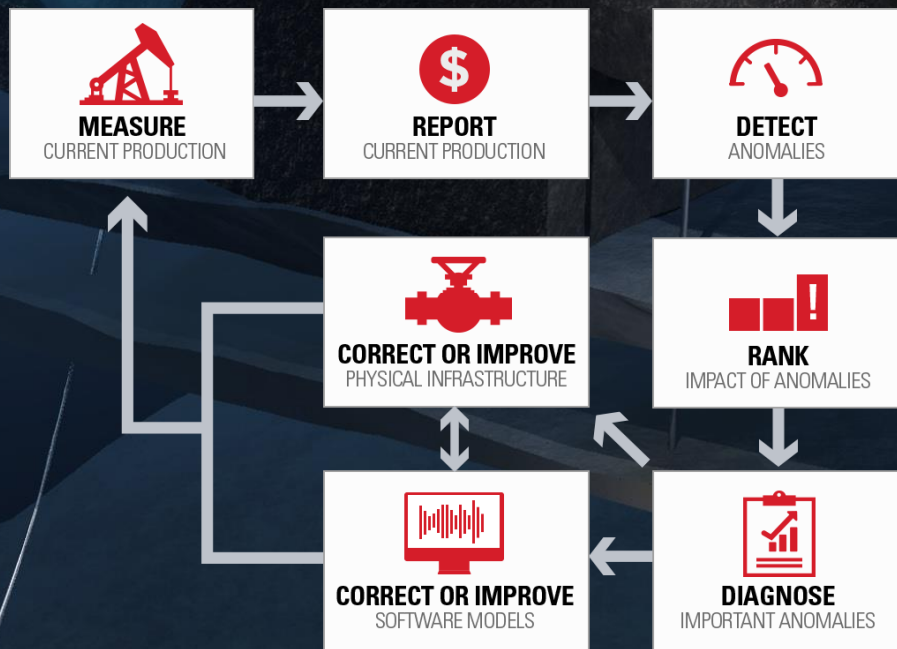 MEASURE
CURRENT PRODUCTION
$
REPORT
CURRENT PRODUCTION
DETECT
ANOMALIES
!
RANK
IMPACT OF ANOMALIES
DIAGNOSE
IMPORTANT ANOMALIES
CORRECT OR IMPROVE
PHYSICAL INFRASTRUCTURE
CORRECT OR IMPROVE
SOFTWARE MODELS